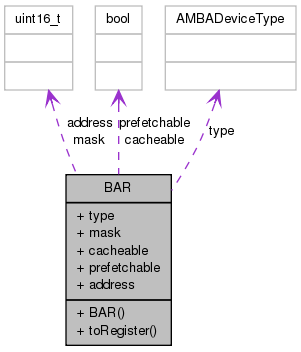 uint16_t
bool
AMBADeviceType
address
mask
prefetchable
cacheable
type
BAR
+ type
+ mask
+ cacheable
+ prefetchable
+ address
+ BAR()
+ toRegister()